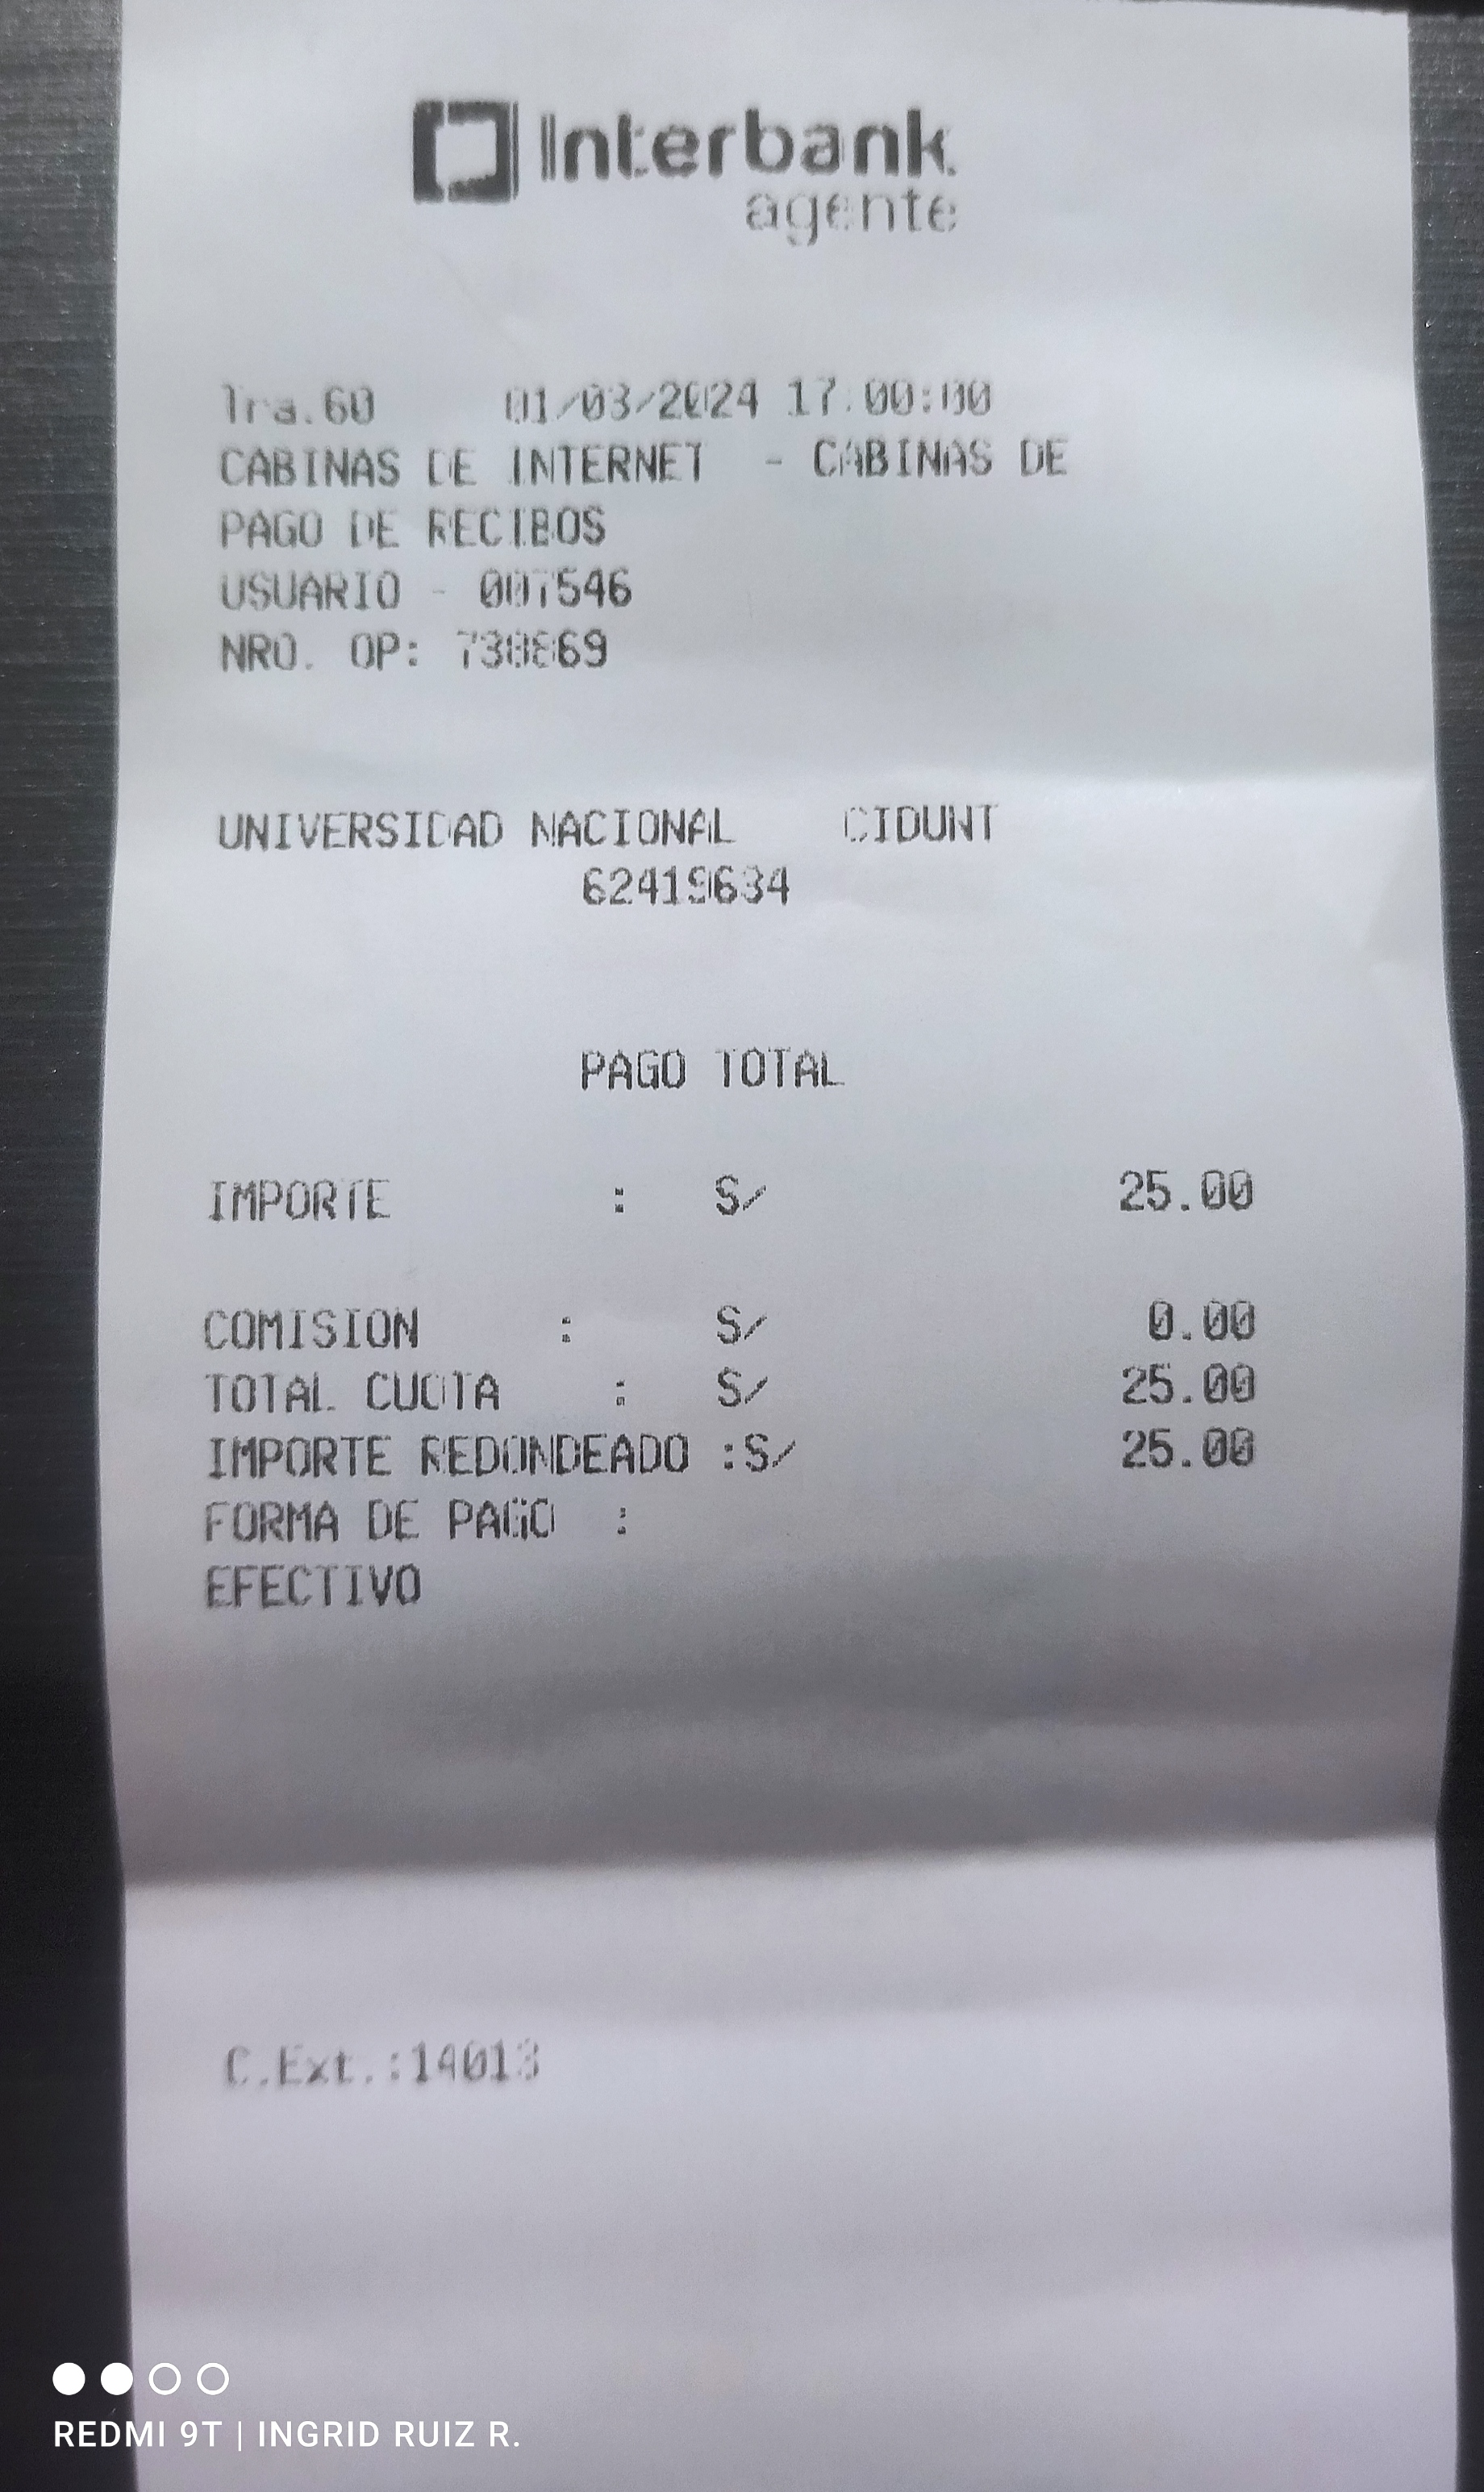 Interbank
agente
Tra.60 01/03/2024 17:00:00
CABINAS DE INTERNET - CABINAS DE
PAGO DE RECIBOS
USUARIO - 007546
NRO. OP:
UNIVERSIDAD NACIONAL CIDUNT
62419634
PAGO TOTAL
IMPORTE : S/ 25.00
COMISION : S/ 0.00
TOTAL CUOTA : S/ 25.00
IMPORTE REDONDEADO :S/ 25.00
FORMA DE PAGO :
EFECTIVO
C.Ext.:14013
REDMI 9T | INGRID RUIZ R.